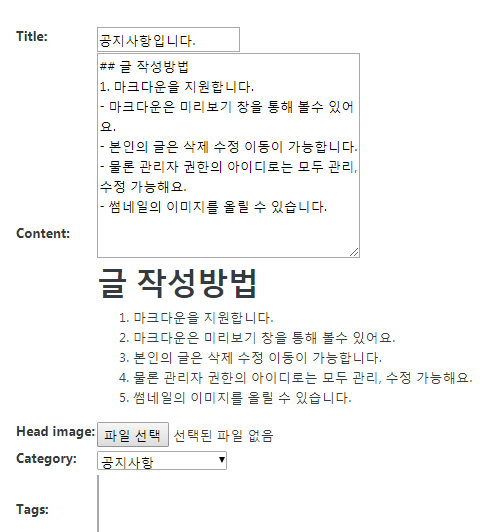 Title: 공지사항입니다.
## 글 작성방법
1. 마크다운을 지원합니다.
- 마크다운은 미리보기 창을 통해 볼수 있어
요.
- 본인의 글은 삭제 수정 이동이 가능합니다.
- 물론 관리자 권한의 아이디로는 모두 관리,
수정 가능해요.
- 썸네일의 이미지를 올릴 수 있습니다.
Content:
글 작성방법
1. 마크다운을 지원합니다.
2. 마크다운은 미리보기 창을 통해 볼수 있어요.
3. 본인의 글은 삭제 수정 이동이 가능합니다.
4. 물론 관리자 권한의 아이디로는 모두 관리, 수정 가능해요.
5. 썸네일의 이미지를 올릴 수 있습니다.
Head image: 파일 선택 선택된 파일 없음
Category: 공지사항
Tags: